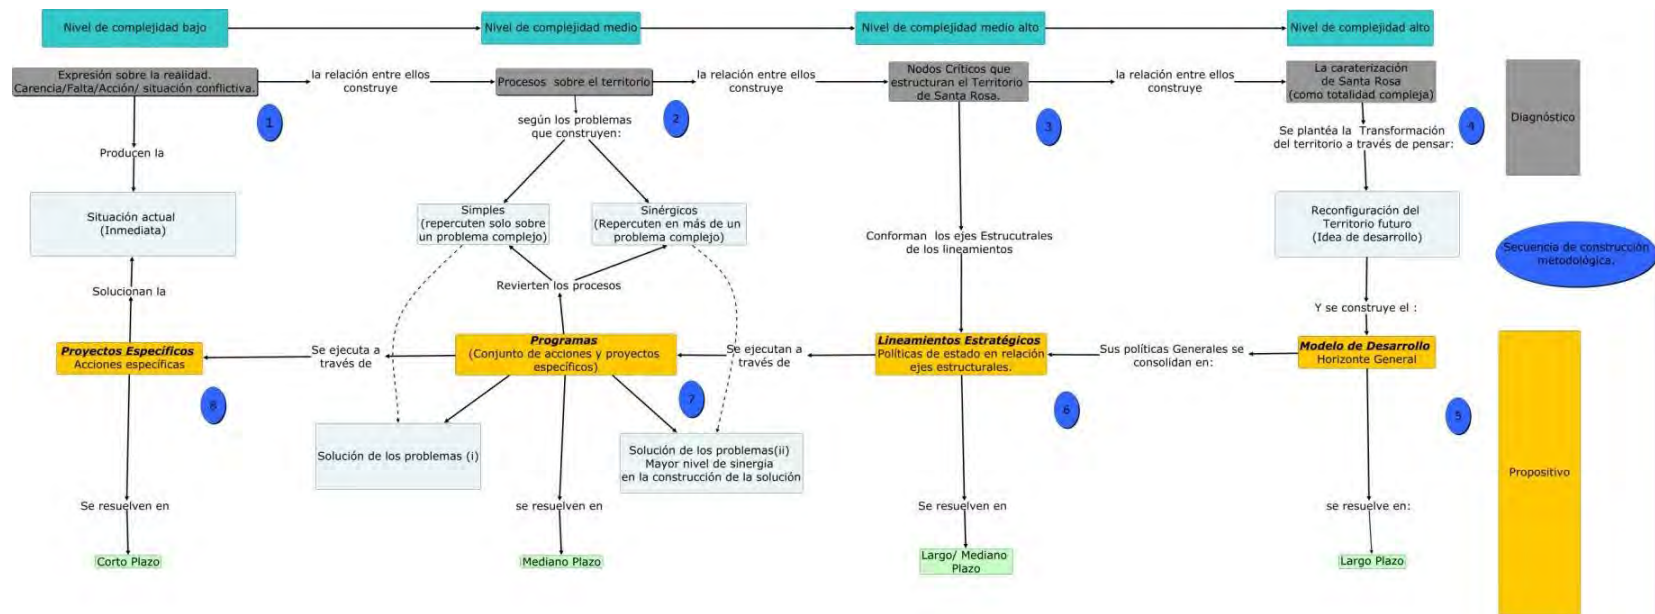 Nivel de complejidad bajo
Nivel de complejidad medio
Nivel de complejidad medio alto
Nivel de complejidad alto
Expresión sobre la realidad.
Carencia/Falta/Acción/ situación conflictiva.
la relación entre ellos
construye
Procesos sobre el territorio
la relación entre ellos
construye
Nodos Críticos que
estructuran el Territorio
de Santa Rosa.
la relación entre ellos
construye
La caraterización
de Santa Rosa
(como totalidad compleja)
Diagnóstico
1
2
3
4
Producen la
según los problemas
que construyen:
Se plantéa la Transformación
del territorio a través de pensar:
Situación actual
(Inmediata)
Simples
(repercuten solo sobre
un problema complejo)
Sinérgicos
(Repercuten en más de un
problema complejo)
Conforman los ejes Estrucutrales
de los lineamientos
Reconfiguración del
Territorio futuro
(Idea de desarrollo)
Secuencia de construcción
metodológica.
Solucionan la
Revierten los procesos
Y se construye el :
Proyectos Específicos
Acciones específicas
Se ejecuta a
través de
Programas
(Conjunto de acciones y proyectos
específicos)
Se ejecutan a
través de
Lineamientos Estratégicos
Políticas de estado en relación
ejes estructurales.
Sus políticas Generales se
consolidan en:
Modelo de Desarrollo
Horizonte General
8
7
6
5
Solución de los problemas (i)
Solución de los problemas(ii)
Mayor nivel de sinergia
en la construcción de la solución
Propositivo
Se resuelven en
Se resuelven en
Se resuelven en
se resuelve en:
Corto Plazo
Mediano Plazo
Largo/ Mediano
Plazo
Largo Plazo